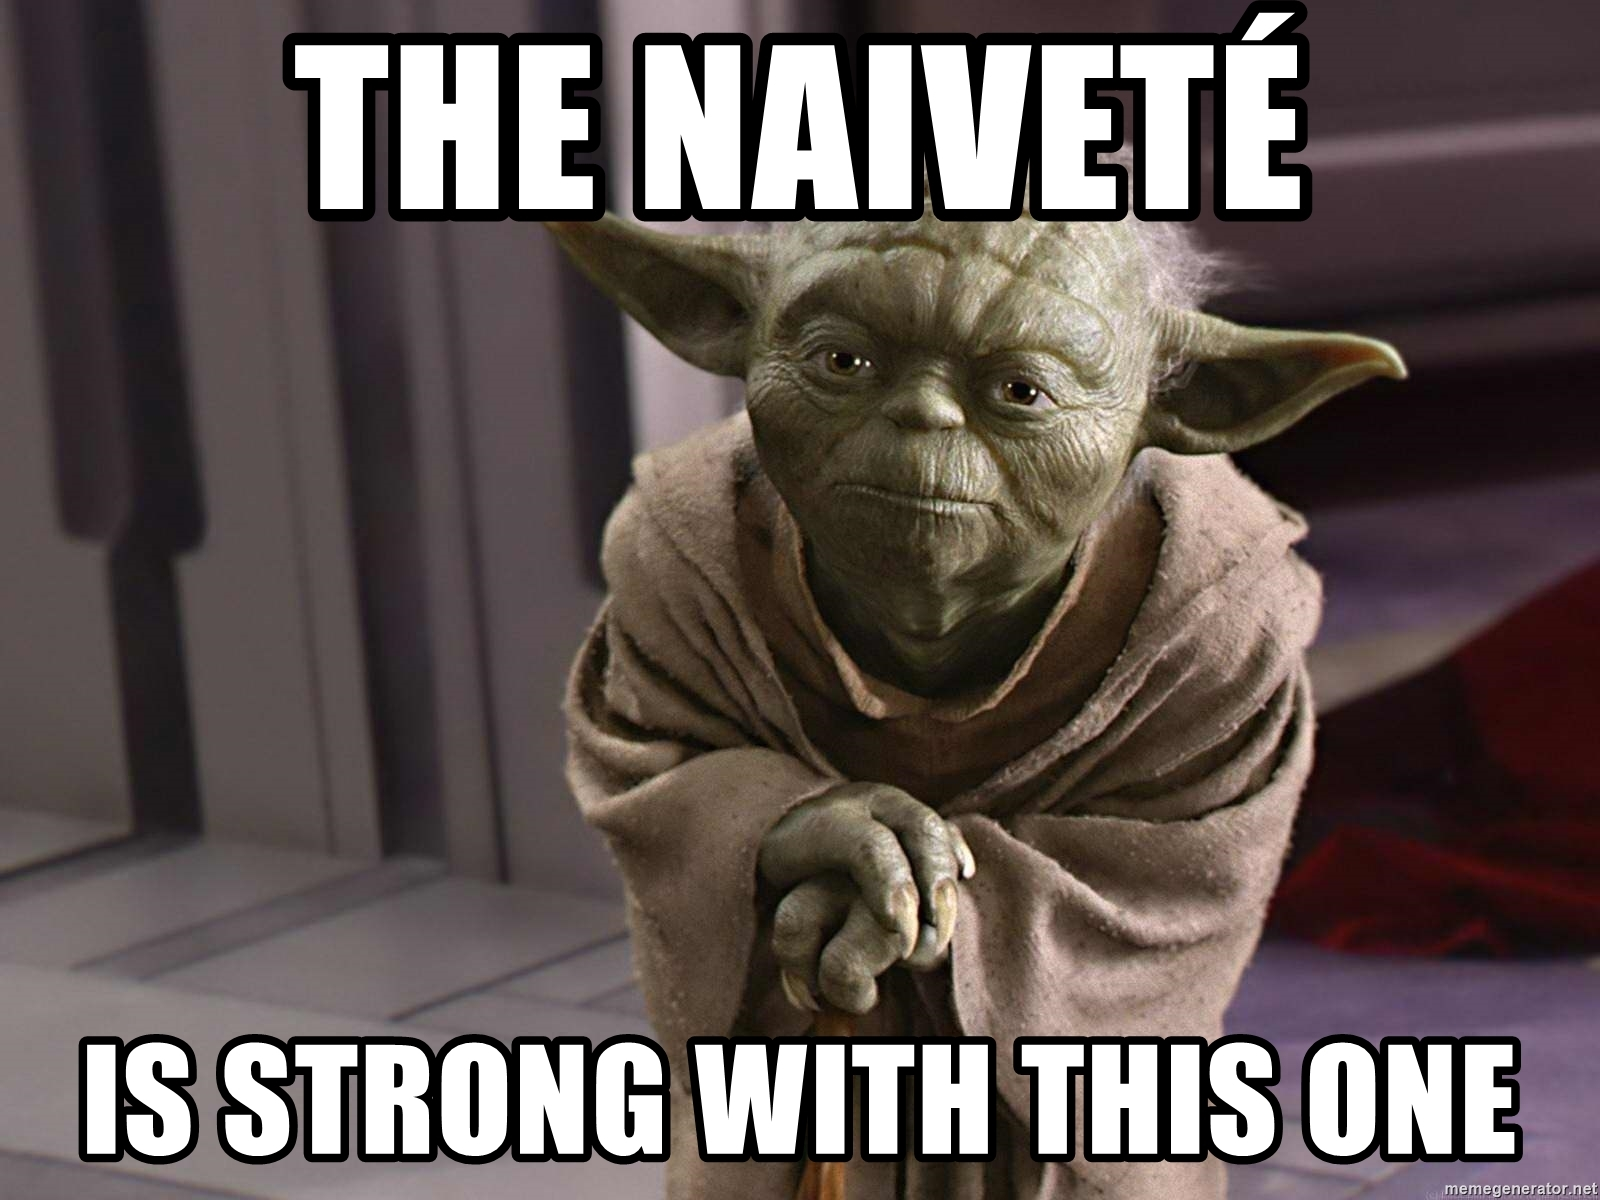 THE NAIVETÉ
IS STRONG WITH THIS ONE
memegenerator.net